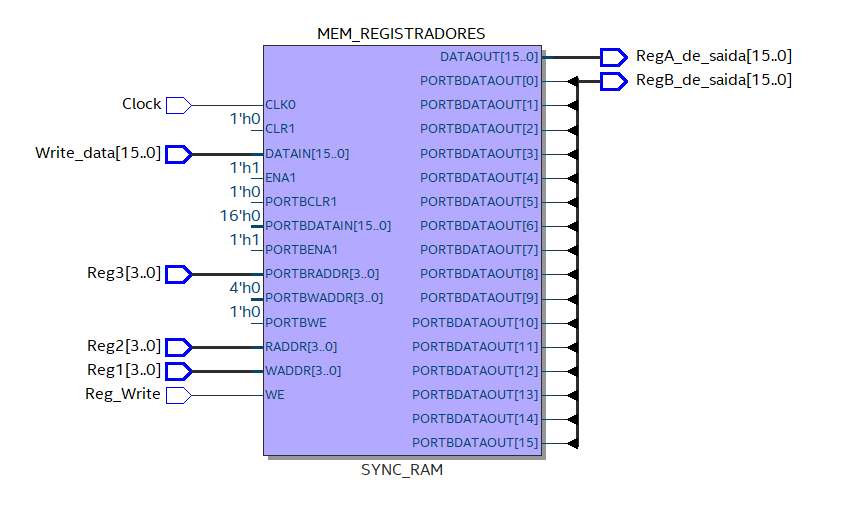 MEM_REGISTRADORES
DATAOUT[15..0] RegA_de_saida[15..0]
PORTBDATAOUT[0] RegB_de_saida[15..0]
Clock CLK0 PORTBDATAOUT[1]
1'h0 CLR1 PORTBDATAOUT[2]
Write_data[15..0] DATAIN[15..0] PORTBDATAOUT[3]
1'h1 ENA1 PORTBDATAOUT[4]
1'h0 PORTBCLR1 PORTBDATAOUT[5]
16'h0 PORTBDATAIN[15..0] PORTBDATAOUT[6]
1'h1 PORTBENA1 PORTBDATAOUT[7]
Reg3[3..0] PORTBRADDR[3..0] PORTBDATAOUT[8]
4'h0 PORTBWADDR[3..0] PORTBDATAOUT[9]
1'h0 PORTBWE PORTBDATAOUT[10]
Reg2[3..0] RADDR[3..0] PORTBDATAOUT[11]
Reg1[3..0] WADDR[3..0] PORTBDATAOUT[12]
Reg_Write WE PORTBDATAOUT[13]
PORTBDATAOUT[14]
PORTBDATAOUT[15]
SYNC_RAM